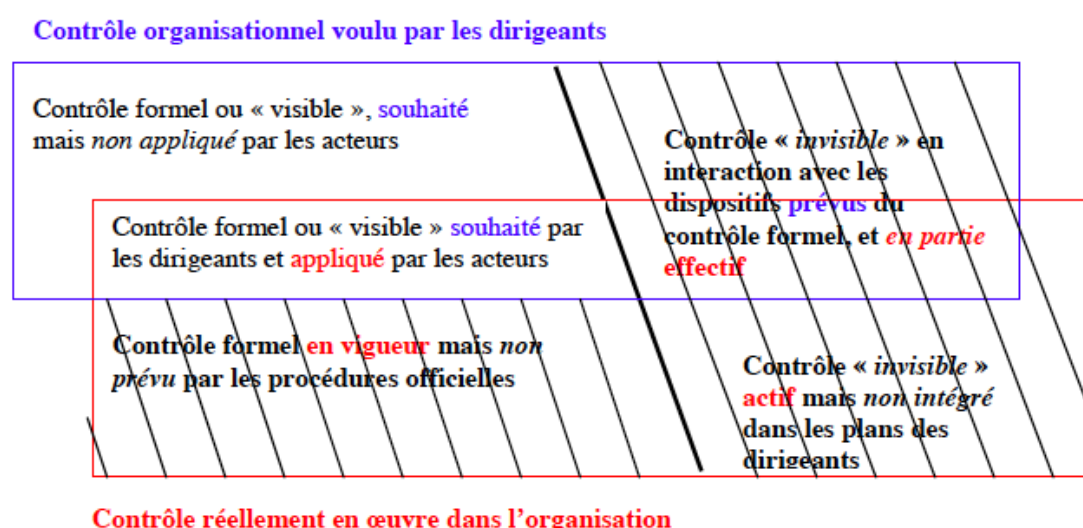 Contrôle organisationnel voulu par les dirigeants
Contrôle formel ou « visible », souhaité
mais non appliqué par les acteurs
Contrôle « invisible » en
interaction avec les
dispositifs prévus du
contrôle formel, et en partie
effectif
Contrôle formel ou « visible » souhaité par
les dirigeants et appliqué par les acteurs
Contrôle formel en vigueur mais non
prévu par les procédures officielles
Contrôle « invisible »
actif mais non intégré
dans les plans des
dirigeants
Contrôle réellement en œuvre dans l’organisation